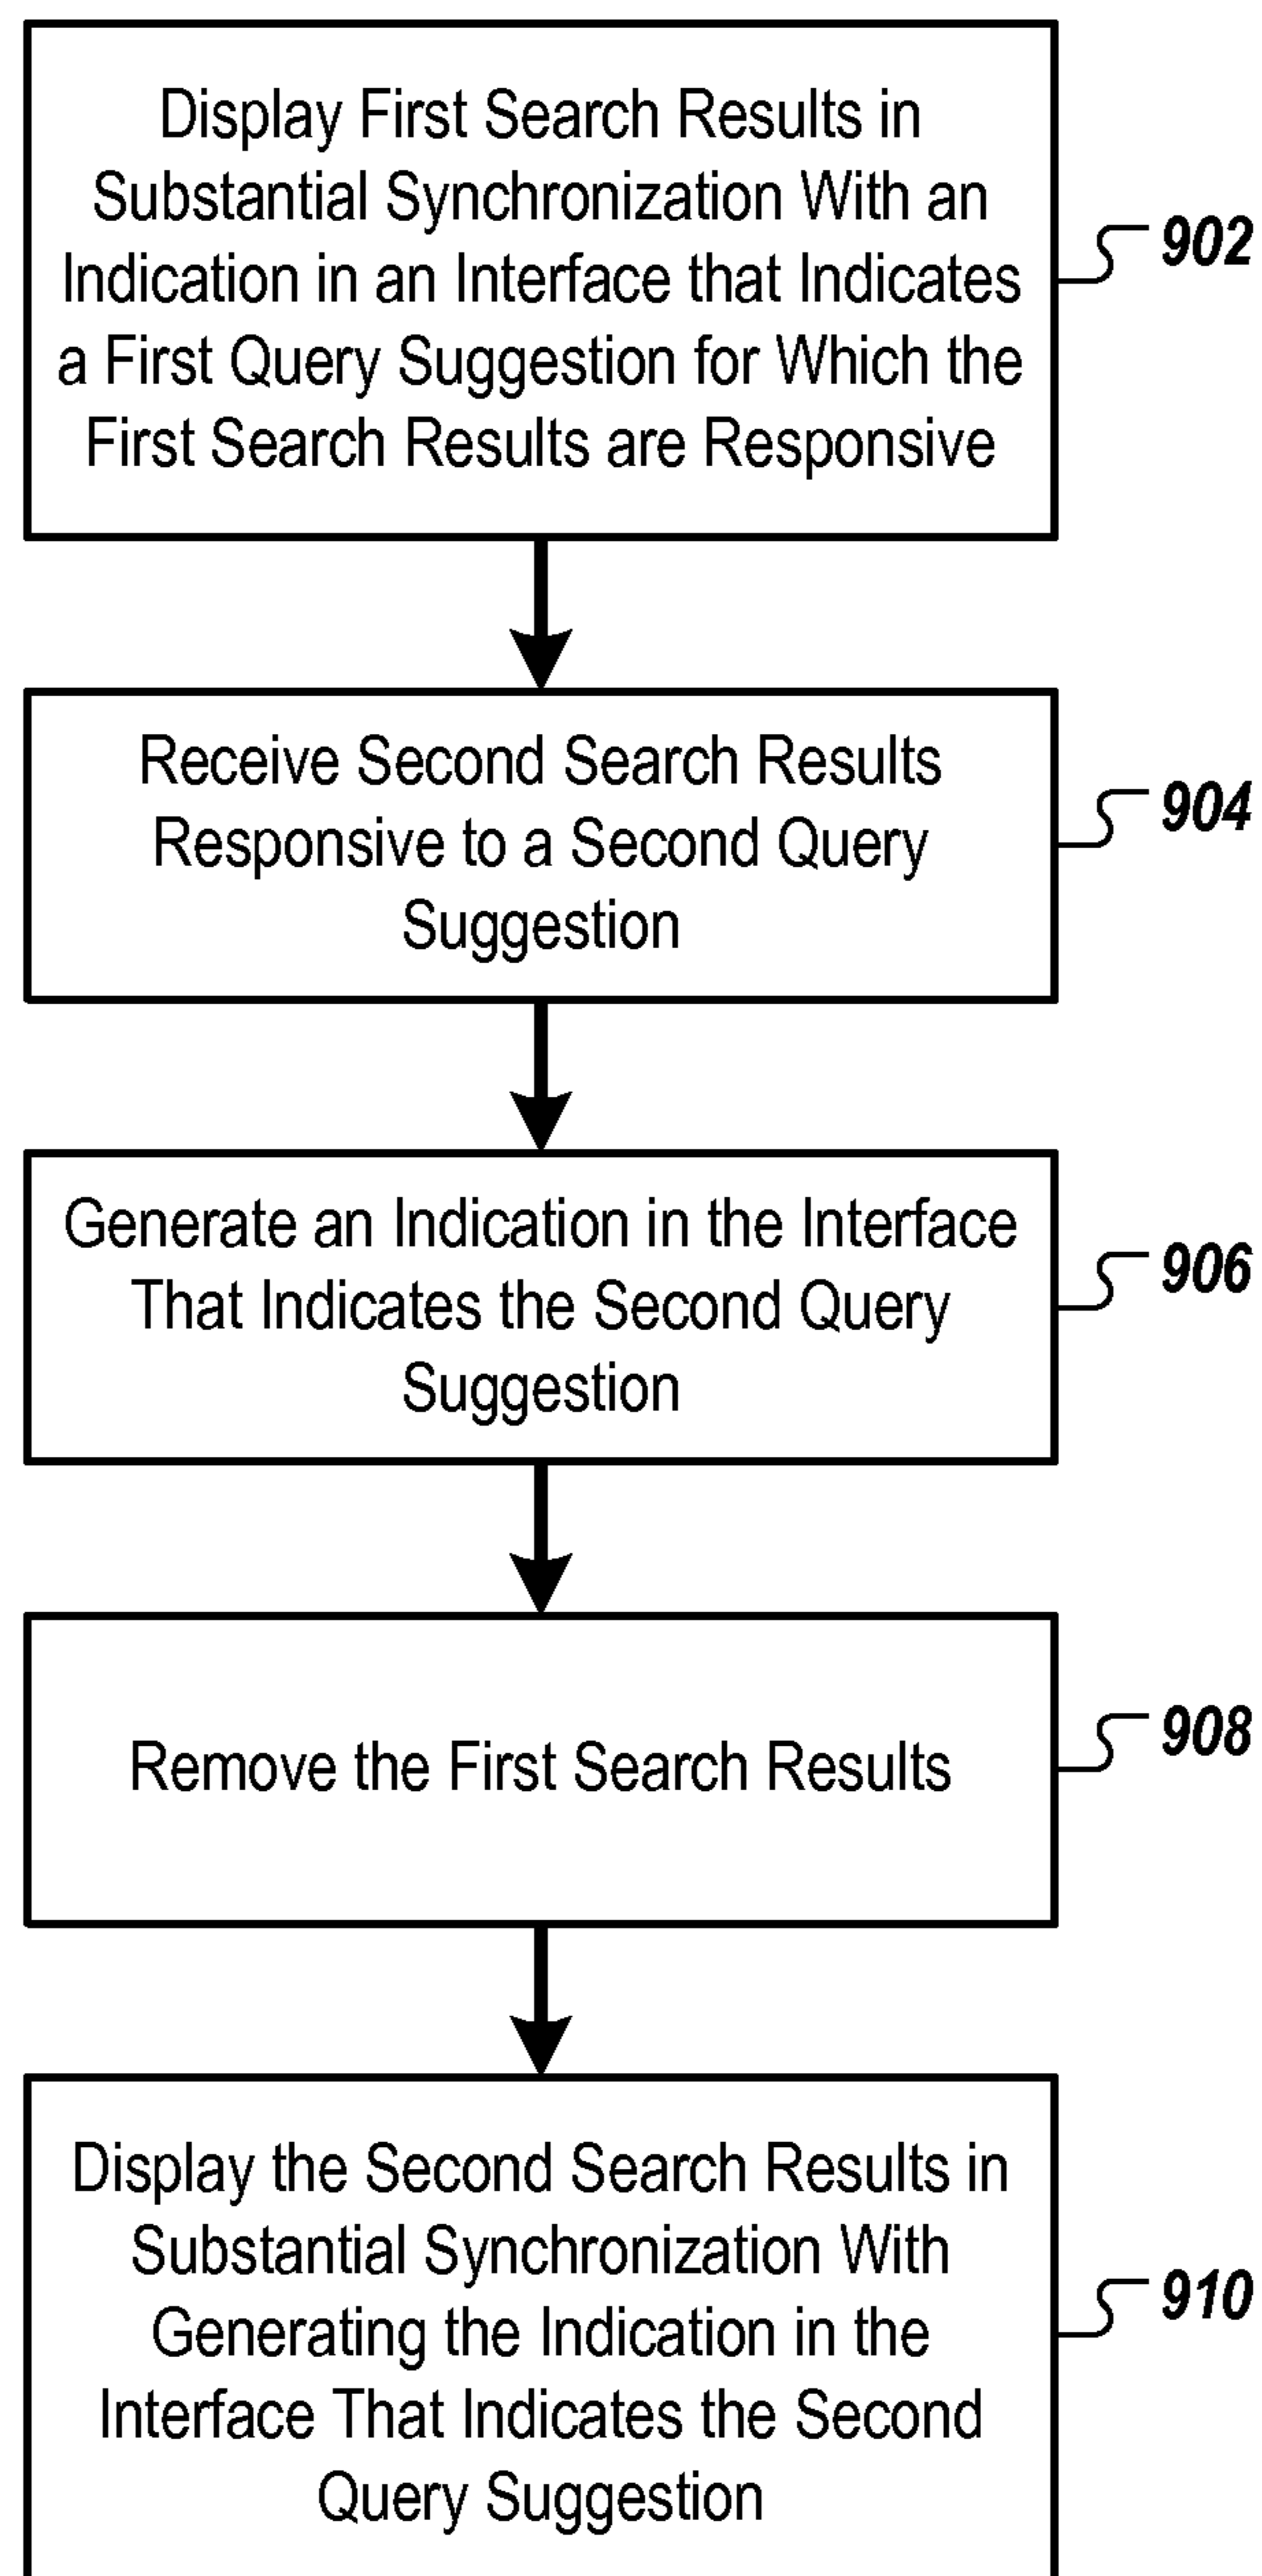 Display First Search Results in
Substantial Synchronization With an
Indication in an Interface that Indicates
a First Query Suggestion for Which the
First Search Results are Responsive
902
Receive Second Search Results
Responsive to a Second Query
Suggestion
904
Generate an Indication in the Interface
That Indicates the Second Query
Suggestion
906
Remove the First Search Results
908
Display the Second Search Results in
Substantial Synchronization With
Generating the Indication in the
Interface That Indicates the Second
Query Suggestion
910